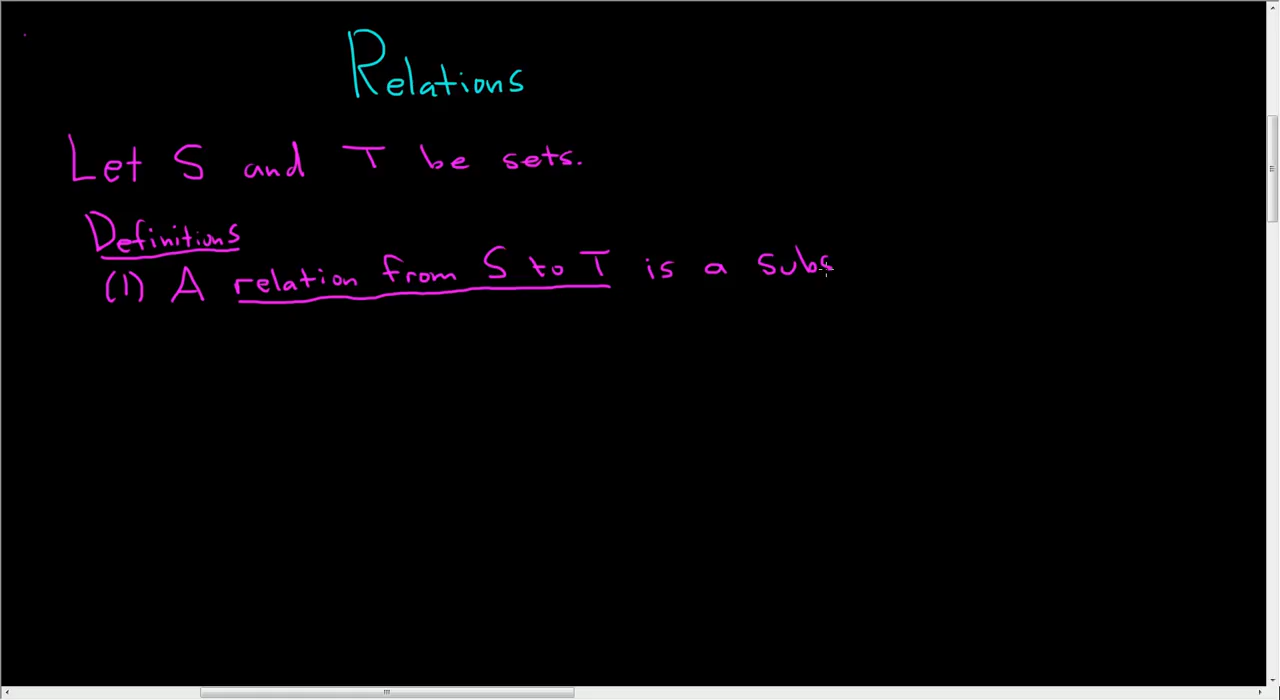 Relations
Let S and T be sets.
Definitions
(1) A relation from S to T is a subs